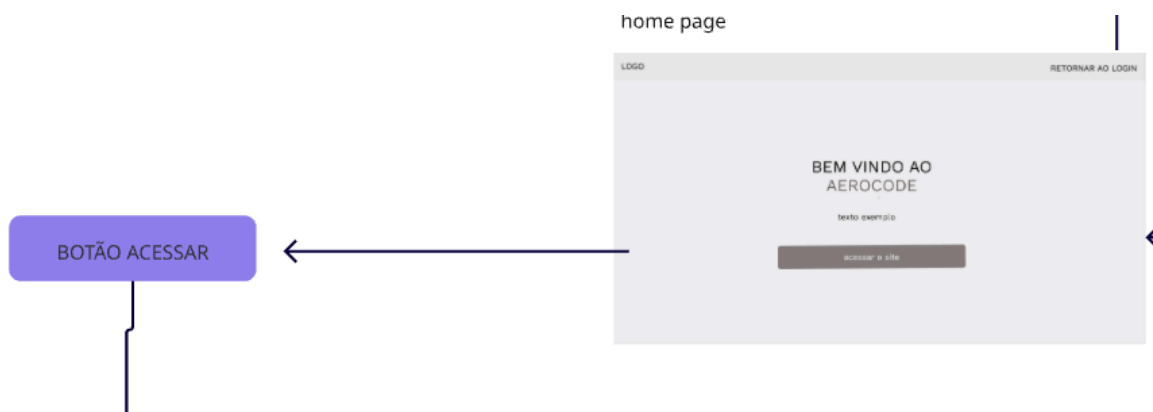 home page
LOGO
RETORNAR AO LOGIN
BEM VINDO AO
AEROCODE
texto exemplo
acessar o site
BOTÃO ACESSAR